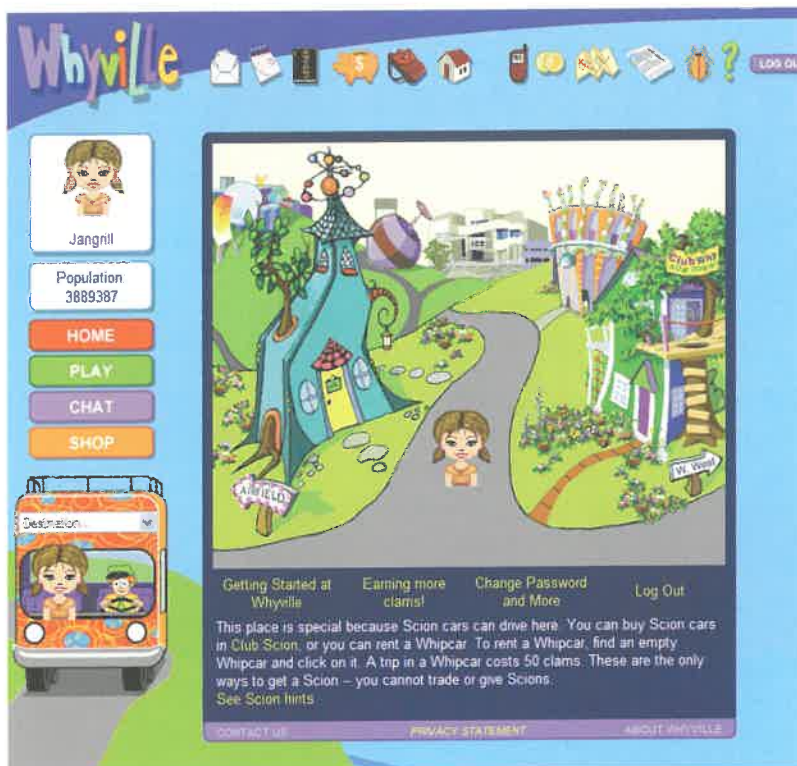 Whyville
LOG OU
Jangrill
Population:
3889387
HOME
PLAY
CHAT
SHOP
Destination...
AIRFIELD
Club Why
W. West
Getting Started at
Whyville
Earning more
clams!
Change Password
and More
Log Out
This place is special because Scion cars can drive here. You can buy Scion cars
in Club Scion, or you can rent a Whipcar. To rent a Whipcar, find an empty
Whipcar and click on it. A trip in a Whipcar costs 50 clams. These are the only
ways to get a Scion – you cannot trade or give Scions.
See Scion hints
CONTACT US
PRIVACY STATEMENT
ABOUT WHYVILLE